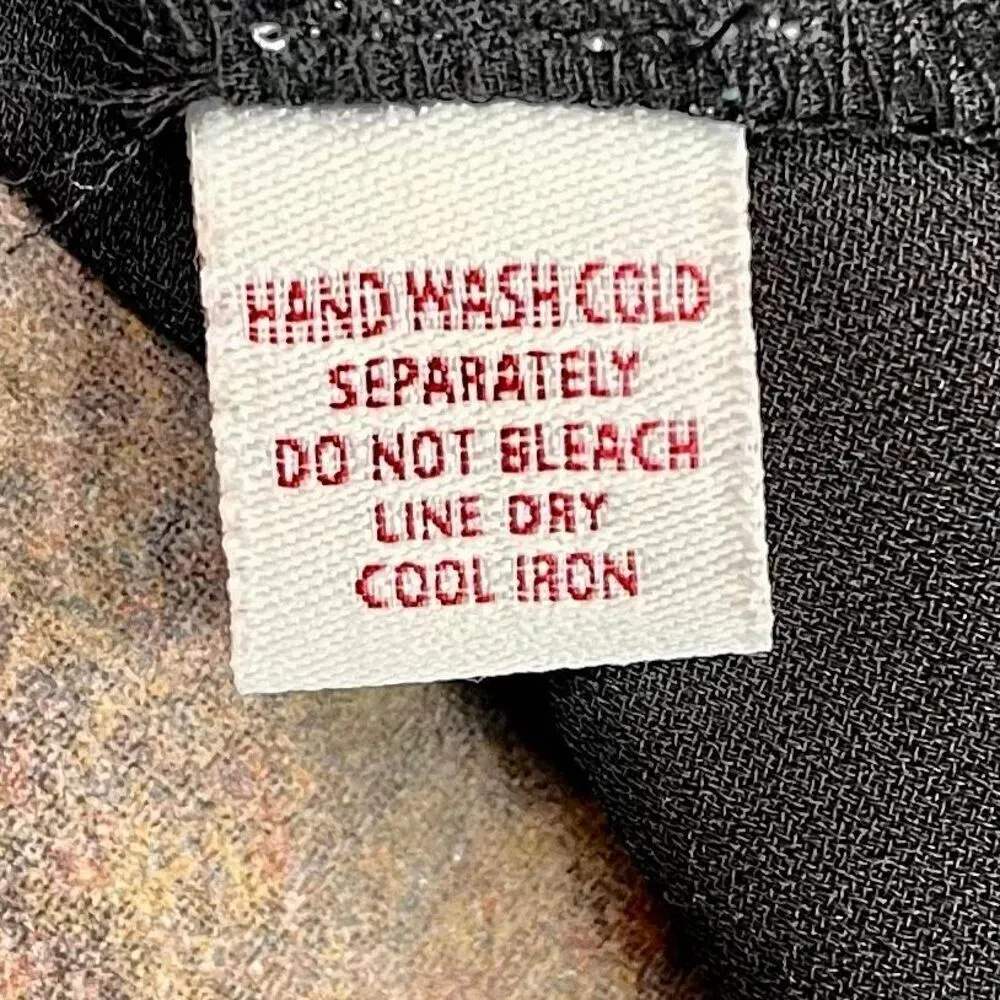 HAND WASH COLD
SEPARATELY
DO NOT BLEACH
LINE DRY
COOL IRON